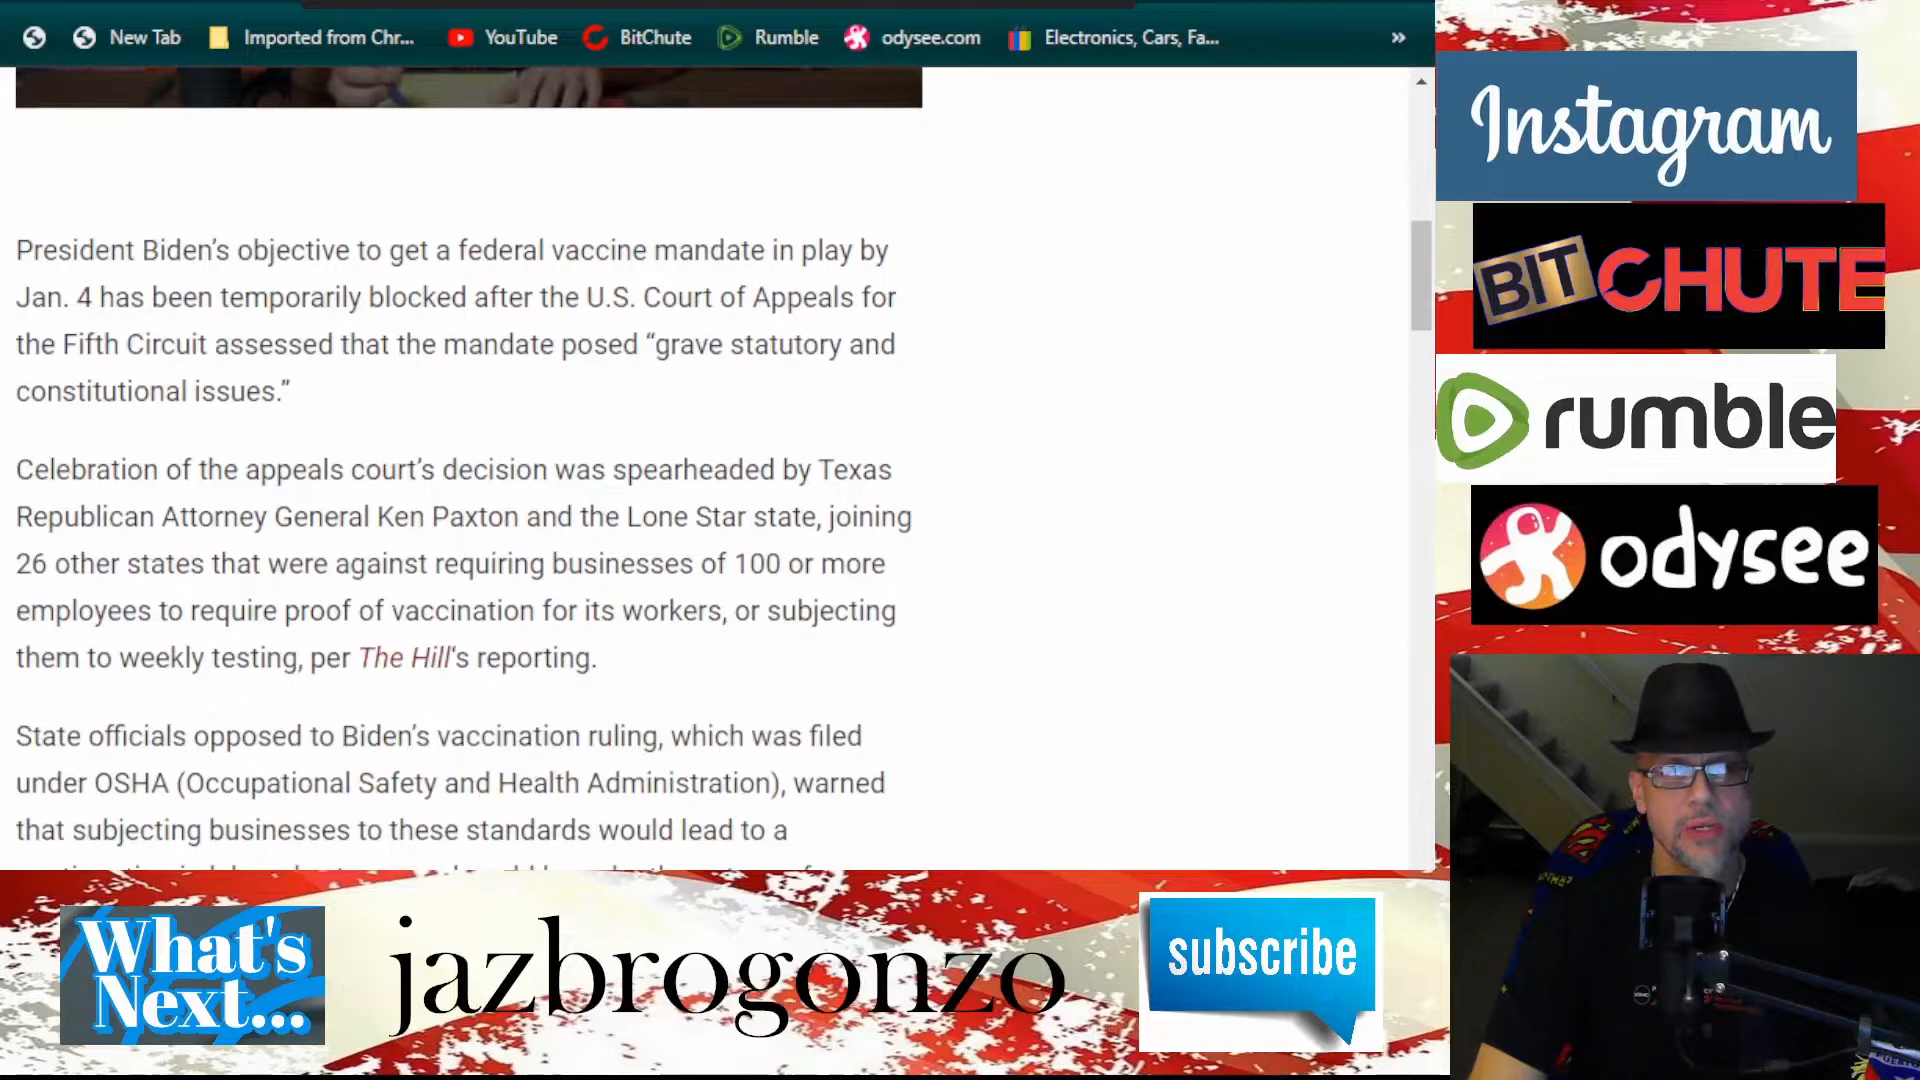 New Tab
Imported from Chr...
YouTube
BitChute
Rumble
odysee.com
Electronics, Cars, Fa...
»
President Biden’s objective to get a federal vaccine mandate in play by
Jan. 4 has been temporarily blocked after the U.S. Court of Appeals for
the Fifth Circuit assessed that the mandate posed “grave statutory and
constitutional issues.”
Celebration of the appeals court’s decision was spearheaded by Texas
Republican Attorney General Ken Paxton and the Lone Star state, joining
26 other states that were against requiring businesses of 100 or more
employees to require proof of vaccination for its workers, or subjecting
them to weekly testing, per The Hill‘s reporting.
State officials opposed to Biden’s vaccination ruling, which was filed
under OSHA (Occupational Safety and Health Administration), warned
that subjecting businesses to these standards would lead to a
Instagram
BITCHUTE
rumble
odysee
What's
Next...
jazbrogonzo
subscribe